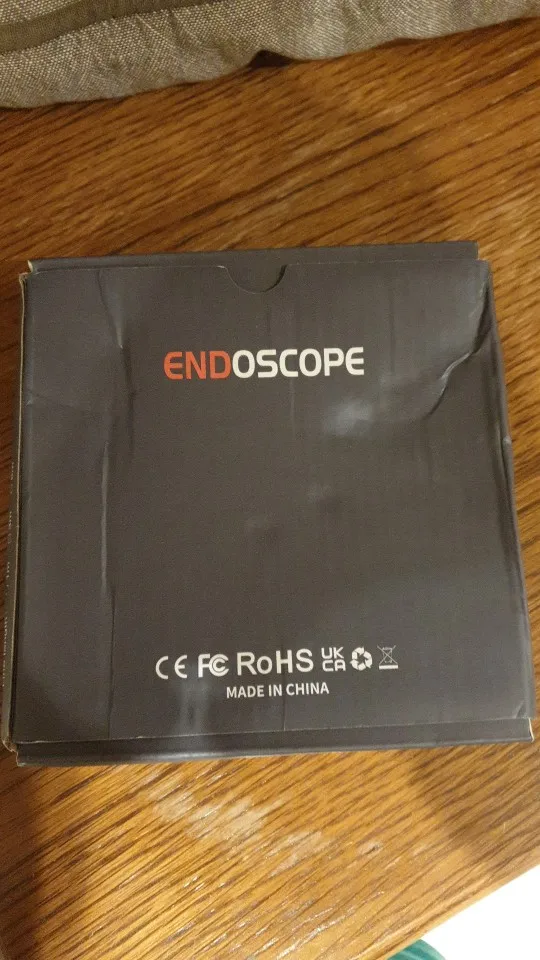 ENDOSCOPE
CE FC RoHS UK CA
MADE IN CHINA